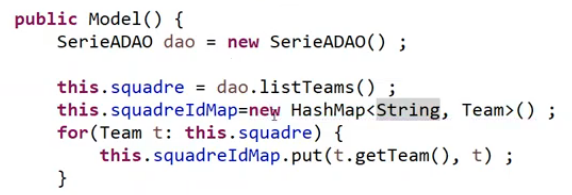 public Model() {
SerieADAO dao = new SerieADAO() ;
this.squadre = dao.listTeams() ;
this.squadreIdMap=new HashMap<String, Team>() ;
for(Team t: this.squadre) {
this.squadreIdMap.put(t.getTeam(), t) ;
}